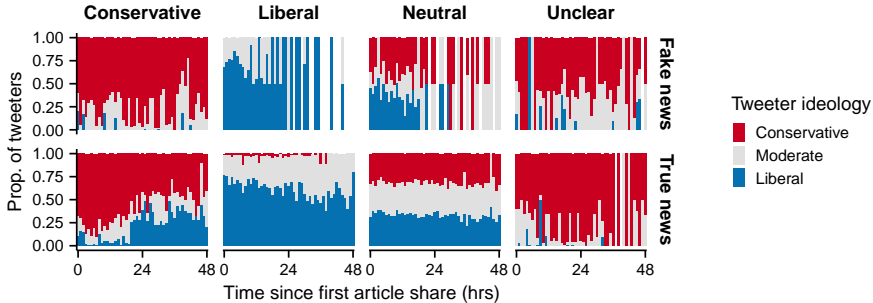 Conservative Liberal Neutral Unclear
1.00
0.75
0.50
0.25
0.00
Fake news
1.00
0.75
0.50
0.25
0.00
True news
Prop. of tweeters
0 24 48 0 24 48 0 24 48 0 24 48
Time since first article share (hrs)
Tweeter ideology
Conservative
Moderate
Liberal